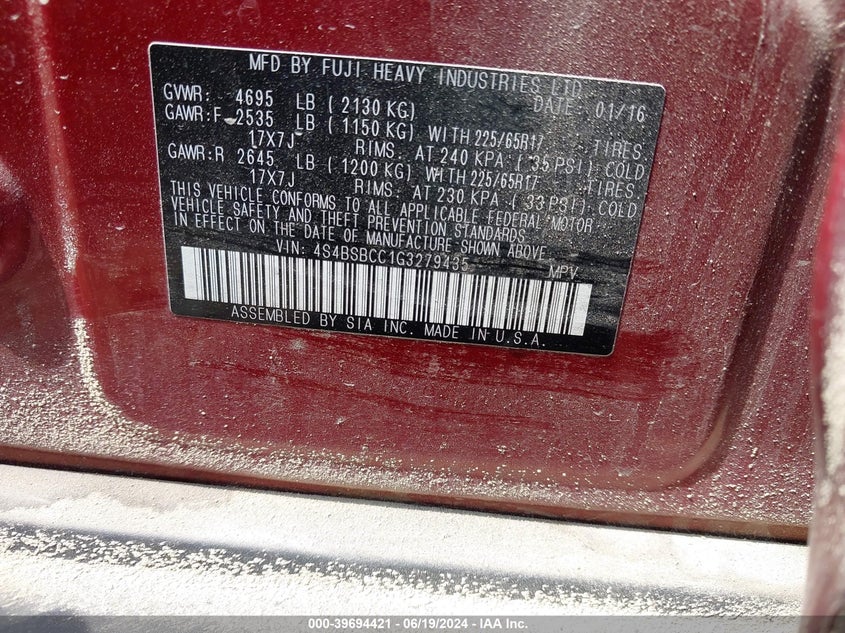 MFD BY FUJI HEAVY INDUSTRIES LTD.
GVWR: 4695 LB (2130 KG) DATE: 01/16
GAWR:F 2535 LB (1150 KG) WITH 225/65R17 TIRES
17X7J RIMS. AT 240 KPA (35 PSI) COLD
GAWR:R 2645 LB (1200 KG) WITH 225/65R17 TIRES
17X7J RIMS. AT 230 KPA (33 PSI) COLD
THIS VEHICLE CONFORMS TO ALL APPLICABLE FEDERAL MOTOR
VEHICLE SAFETY AND THEFT PREVENTION STANDARDS
IN EFFECT ON THE DATE OF MANUFACTURE SHOWN ABOVE.
VIN: 4S4BSBCC1G3279435 MPV
ASSEMBLED BY SIA INC. MADE IN U.S.A.
000-39694421 - 06/19/2024 - IAA Inc.